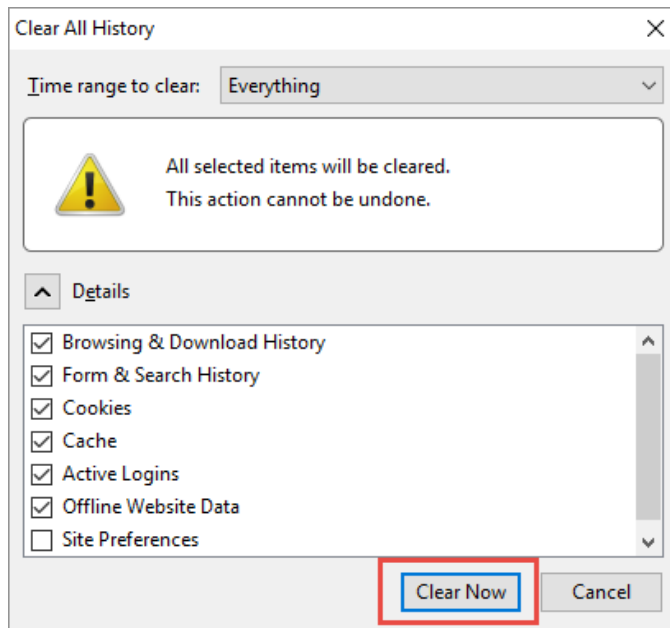 Clear All History
Time range to clear: Everything
All selected items will be cleared.
This action cannot be undone.
Details
Browsing & Download History
Form & Search History
Cookies
Cache
Active Logins
Offline Website Data
Site Preferences
Clear Now Cancel